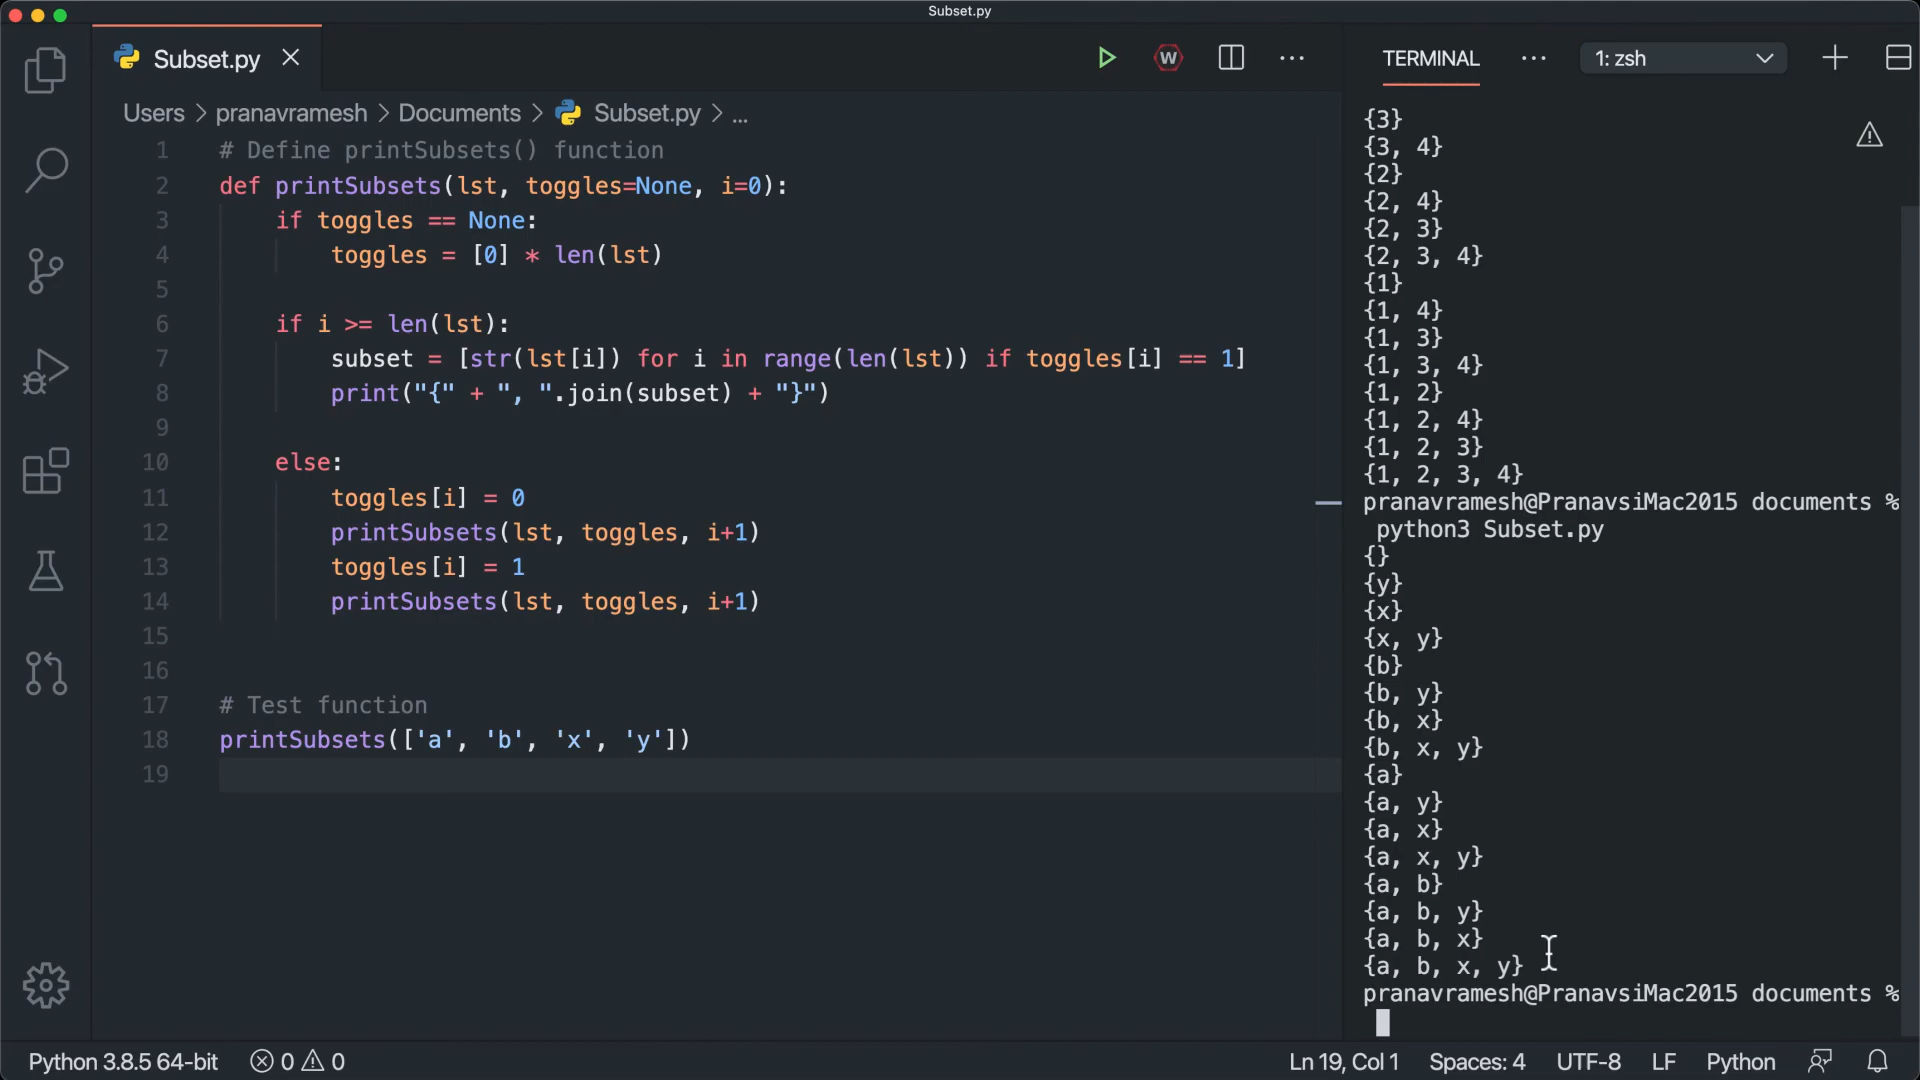 Subset.py
Subset.py
W
TERMINAL
1: zsh
Users > pranavramesh > Documents > Subset.py > ...
1 # Define printSubsets() function
2 def printSubsets(lst, toggles=None, i=0):
3     if toggles == None:
4         toggles = [0] * len(lst)
5
6     if i >= len(lst):
7         subset = [str(lst[i]) for i in range(len(lst)) if toggles[i] == 1]
8         print("{" + ", ".join(subset) + "}")
9
10     else:
11         toggles[i] = 0
12         printSubsets(lst, toggles, i+1)
13         toggles[i] = 1
14         printSubsets(lst, toggles, i+1)
15
16
17 # Test function
18 printSubsets(['a', 'b', 'x', 'y'])
19
{3}
{3, 4}
{2}
{2, 4}
{2, 3}
{2, 3, 4}
{1}
{1, 4}
{1, 3}
{1, 3, 4}
{1, 2}
{1, 2, 4}
{1, 2, 3}
{1, 2, 3, 4}
pranavramesh@PranavsiMac2015 documents %
python3 Subset.py
{}
{y}
{x}
{x, y}
{b}
{b, y}
{b, x}
{b, x, y}
{a}
{a, y}
{a, x}
{a, x, y}
{a, b}
{a, b, y}
{a, b, x}
{a, b, x, y}
pranavramesh@PranavsiMac2015 documents %
Python 3.8.5 64-bit
0
0
Ln 19, Col 1
Spaces: 4
UTF-8
LF
Python